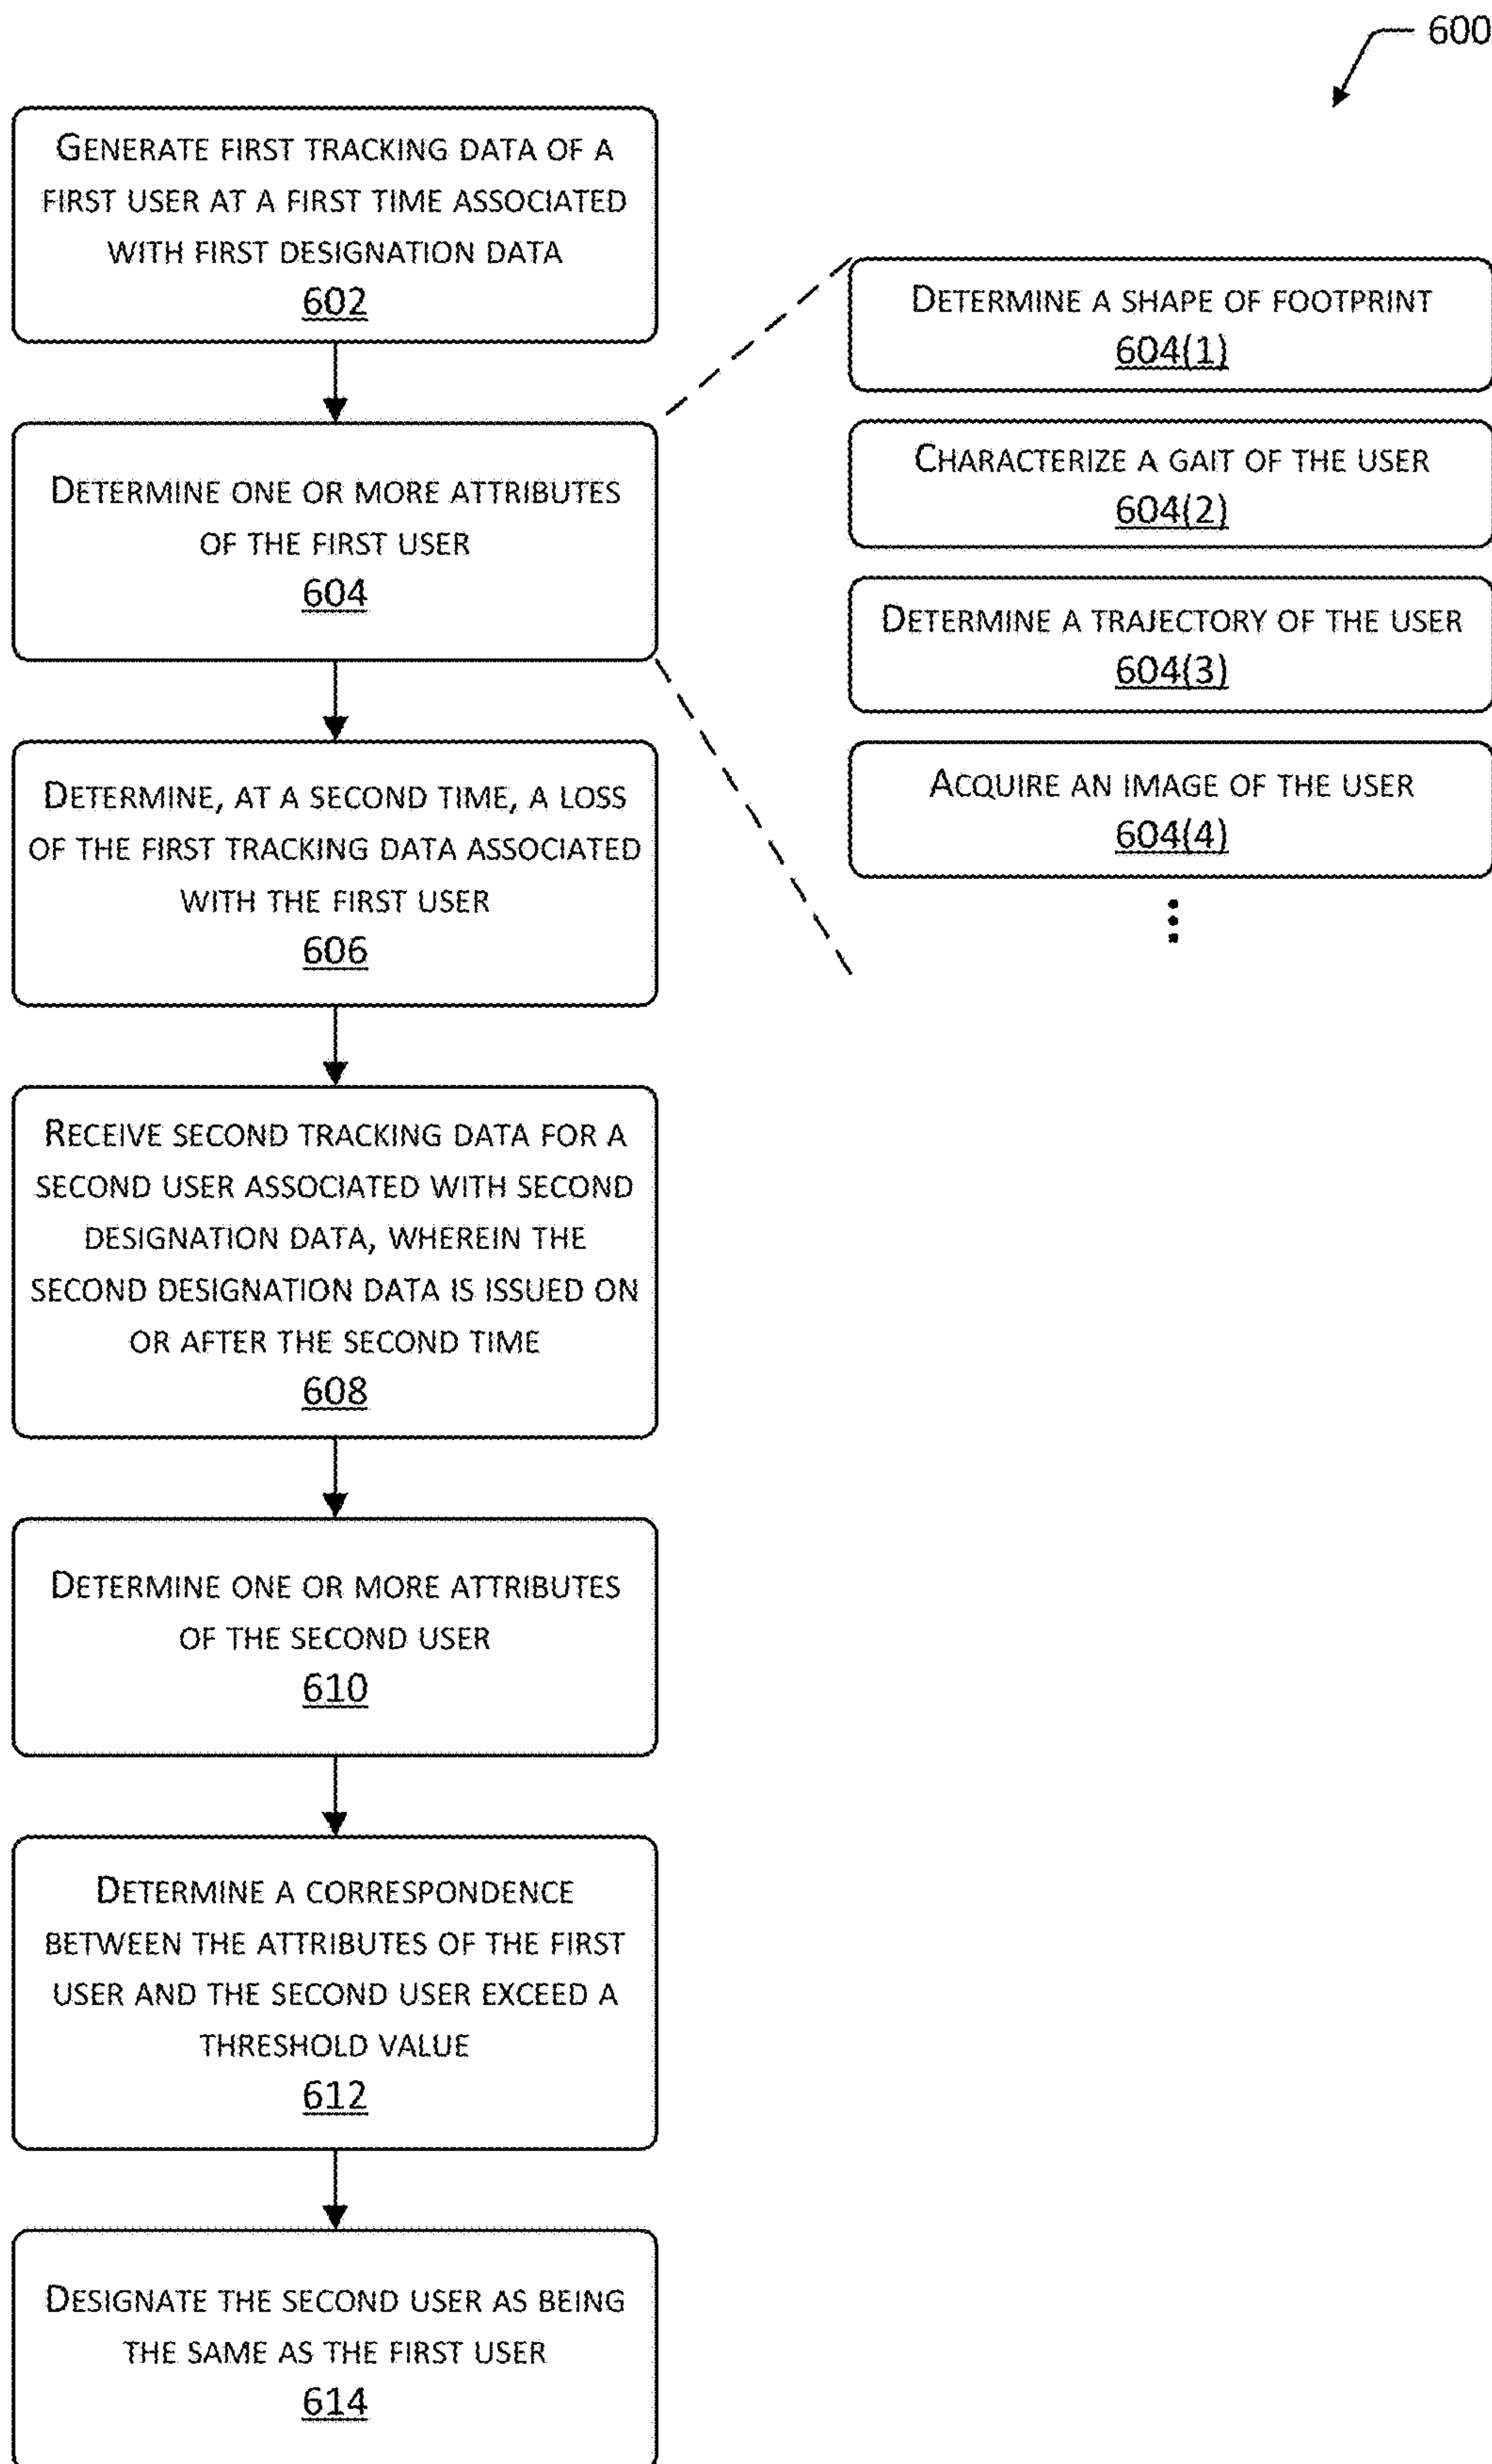 600
GENERATE FIRST TRACKING DATA OF A
FIRST USER AT A FIRST TIME ASSOCIATED
WITH FIRST DESIGNATION DATA
602
DETERMINE ONE OR MORE ATTRIBUTES
OF THE FIRST USER
604
DETERMINE A SHAPE OF FOOTPRINT
604(1)
CHARACTERIZE A GAIT OF THE USER
604(2)
DETERMINE A TRAJECTORY OF THE USER
604(3)
ACQUIRE AN IMAGE OF THE USER
604(4)
DETERMINE, AT A SECOND TIME, A LOSS
OF THE FIRST TRACKING DATA ASSOCIATED
WITH THE FIRST USER
606
RECEIVE SECOND TRACKING DATA FOR A
SECOND USER ASSOCIATED WITH SECOND
DESIGNATION DATA, WHEREIN THE
SECOND DESIGNATION DATA IS ISSUED ON
OR AFTER THE SECOND TIME
608
DETERMINE ONE OR MORE ATTRIBUTES
OF THE SECOND USER
610
DETERMINE A CORRESPONDENCE
BETWEEN THE ATTRIBUTES OF THE FIRST
USER AND THE SECOND USER EXCEED A
THRESHOLD VALUE
612
DESIGNATE THE SECOND USER AS BEING
THE SAME AS THE FIRST USER
614